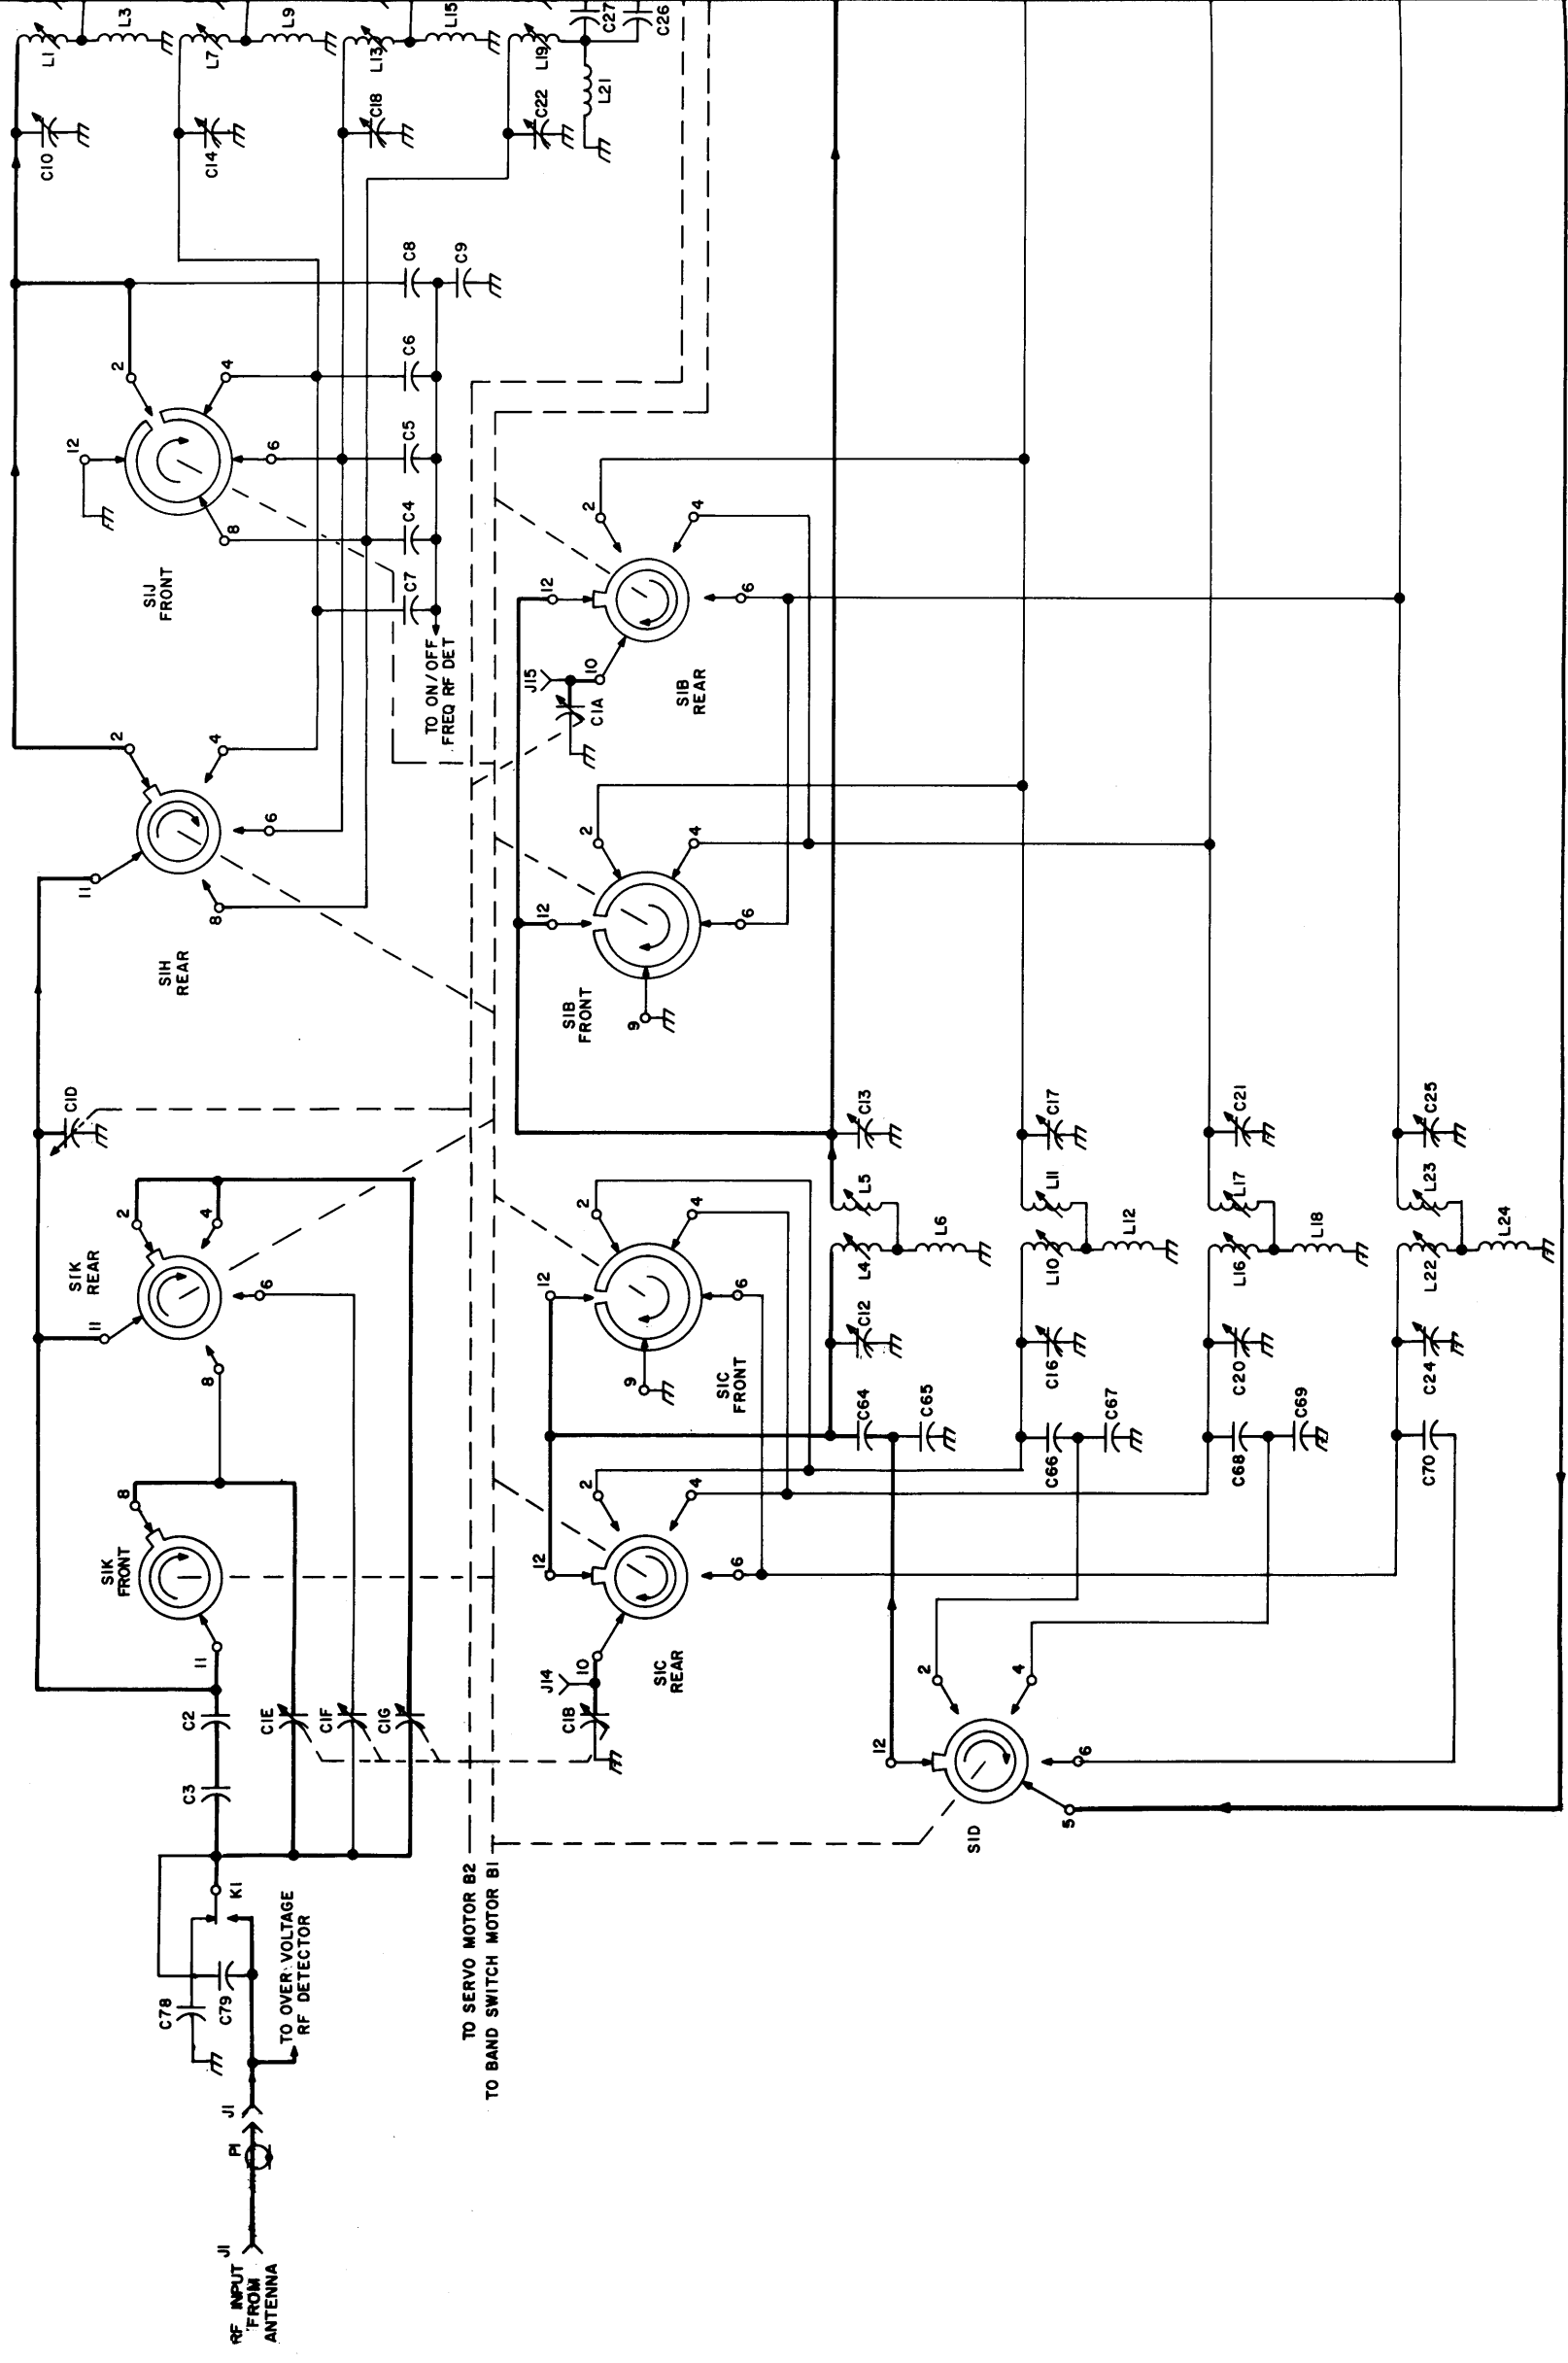 RF INPUT
FROM
ANTENNA
J1
P1
J1
TO OVER VOLTAGE
RF DETECTOR
C78
C79
K1
C3
C2
C1E
C1F
C1G
11
S1K
FRONT
8
8
11
S1K
REAR
2
4
6
C1D
S1H
REAR
11
8
2
4
6
S1J
FRONT
12
2
4
6
8
C7
C4
C5
C6
C8
C9
TO ON/OFF
FREQ RF DET
C10
L1
L3
C14
L7
L9
C18
L13
L15
C22
L19
L21
C27
C26
TO SERVO MOTOR B2
TO BAND SWITCH MOTOR B1
J14
C1B
10
S1C
REAR
12
2
4
6
9
S1C
FRONT
12
2
4
6
9
S1B
FRONT
12
2
4
6
J15
C1A
10
S1B
REAR
12
2
4
6
S1D
12
2
4
6
5
C64
C65
C12
L4
L5
L6
C13
C66
C67
C16
L10
L11
L12
C17
C68
C69
C20
L16
L17
L18
C21
C70
C24
L22
L23
L24
C25